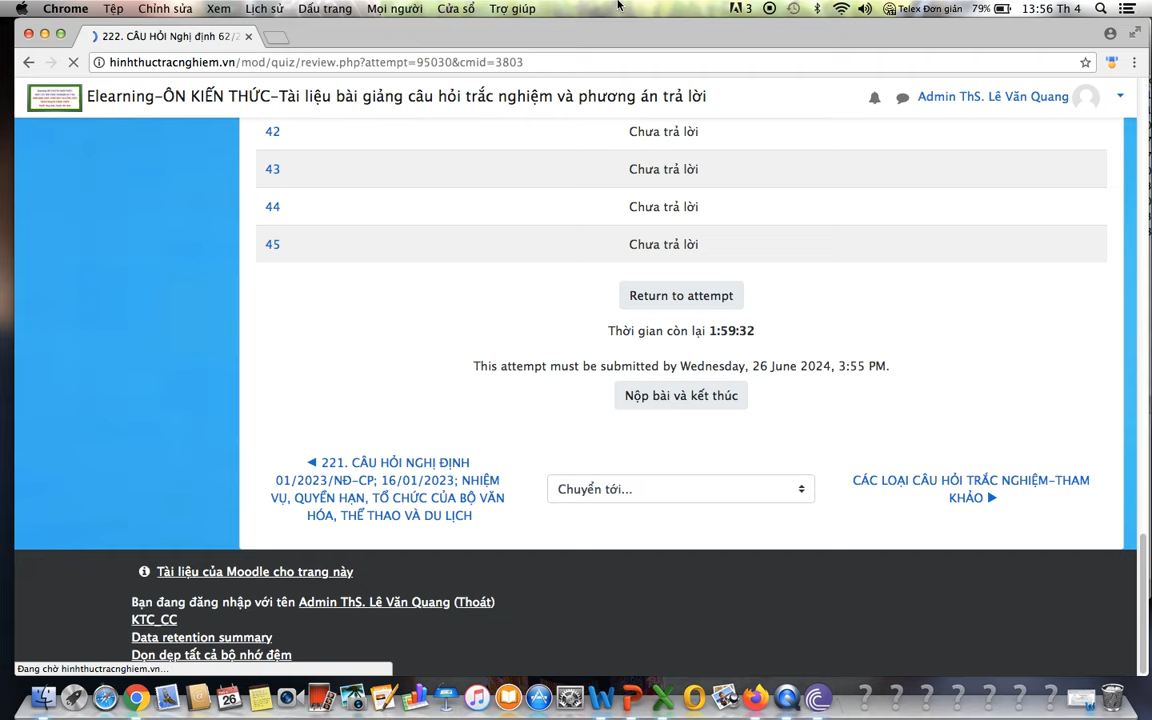 Chrome Tệp Chỉnh sửa Xem Lịch sử Dấu trang Mọi người Cửa sổ Trợ giúp 3 Telex Đơn giản 79% 13:56 Th 4
222. CÂU HỎI Nghị định 62/2
hinhthuctracnghiem.vn/mod/quiz/review.php?attempt=95030&cmid=3803
Elearning-ÔN KIẾN THỨC-Tài liệu bài giảng câu hỏi trắc nghiệm và phương án trả lời Admin ThS. Lê Văn Quang
42 Chưa trả lời
43 Chưa trả lời
44 Chưa trả lời
45 Chưa trả lời
Return to attempt
Thời gian còn lại 1:59:32
This attempt must be submitted by Wednesday, 26 June 2024, 3:55 PM.
Nộp bài và kết thúc
◄ 221. CÂU HỎI NGHỊ ĐỊNH
01/2023/NĐ-CP; 16/01/2023; NHIỆM
VỤ, QUYỀN HẠN, TỔ CHỨC CỦA BỘ VĂN
HÓA, THỂ THAO VÀ DU LỊCH
Chuyển tới...
CÁC LOẠI CÂU HỎI TRẮC NGHIỆM-THAM
KHẢO ►
Tài liệu của Moodle cho trang này
Bạn đang đăng nhập với tên Admin ThS. Lê Văn Quang (Thoát)
KTC_CC
Data retention summary
Dọn dẹp tất cả bộ nhớ đệm
Đang chờ hinhthuctracnghiem.vn...
26